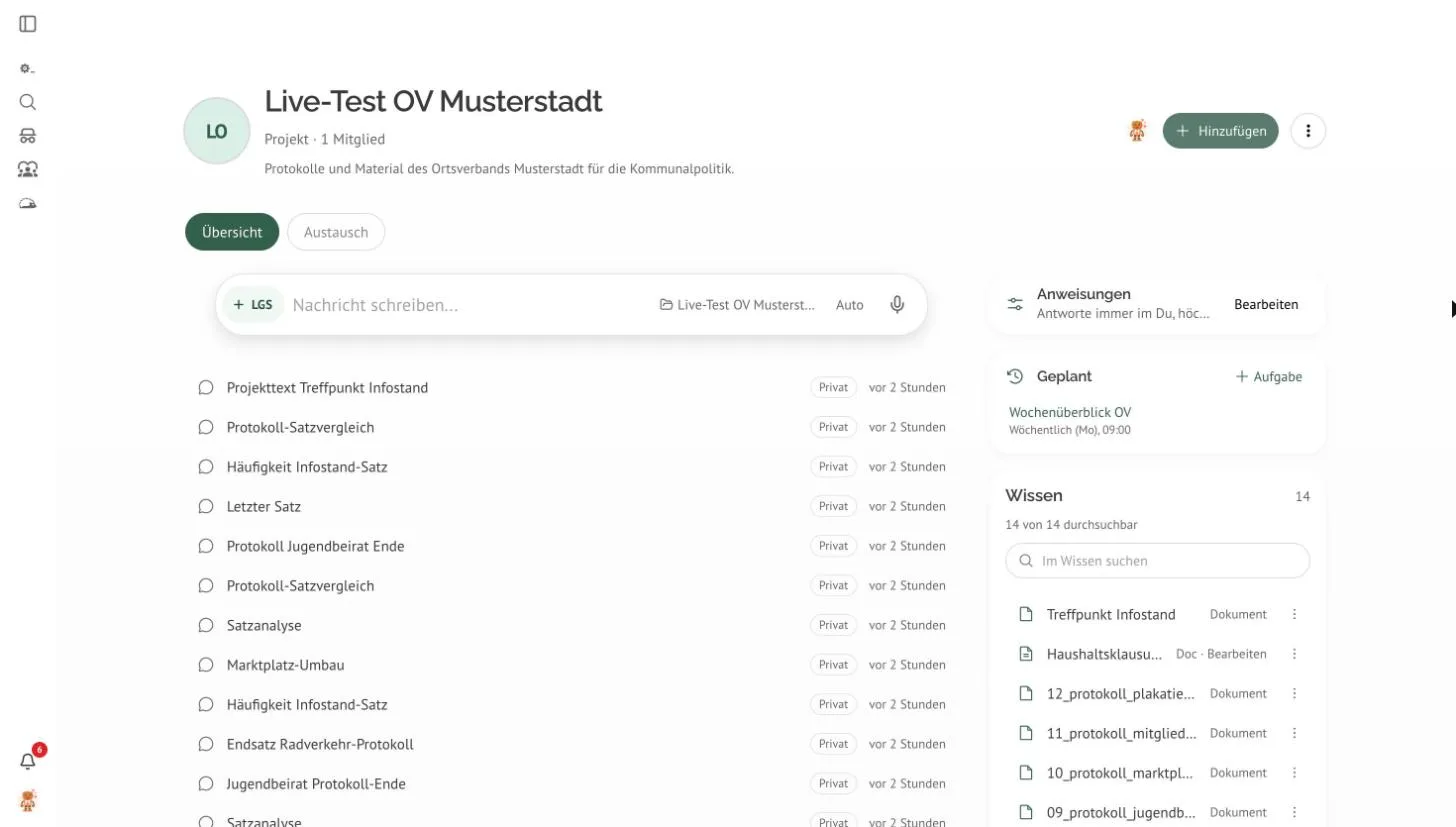 LO
Live-Test OV Musterstadt
Projekt · 1 Mitglied
Protokolle und Material des Ortsverbands Musterstadt für die Kommunalpolitik.
+ Hinzufügen
Übersicht
Austausch
+ LGS Nachricht schreiben... Live-Test OV Musterst... Auto
Projekttext Treffpunkt Infostand Privat vor 2 Stunden
Protokoll-Satzvergleich Privat vor 2 Stunden
Häufigkeit Infostand-Satz Privat vor 2 Stunden
Letzter Satz Privat vor 2 Stunden
Protokoll Jugendbeirat Ende Privat vor 2 Stunden
Protokoll-Satzvergleich Privat vor 2 Stunden
Satzanalyse Privat vor 2 Stunden
Marktplatz-Umbau Privat vor 2 Stunden
Häufigkeit Infostand-Satz Privat vor 2 Stunden
Endsatz Radverkehr-Protokoll Privat vor 2 Stunden
Jugendbeirat Protokoll-Ende Privat vor 2 Stunden
Satzanalyse Privat vor 2 Stunden
Anweisungen
Antworte immer im Du, höc...
Bearbeiten
Geplant
+ Aufgabe
Wochenüberblick OV
Wöchentlich (Mo), 09:00
Wissen 14
14 von 14 durchsuchbar
Im Wissen suchen
Treffpunkt Infostand Dokument
Haushaltsklausu... Doc · Bearbeiten
12_protokoll_plakatie... Dokument
11_protokoll_mitglied... Dokument
10_protokoll_marktpl... Dokument
09_protokoll_jugendb... Dokument
6